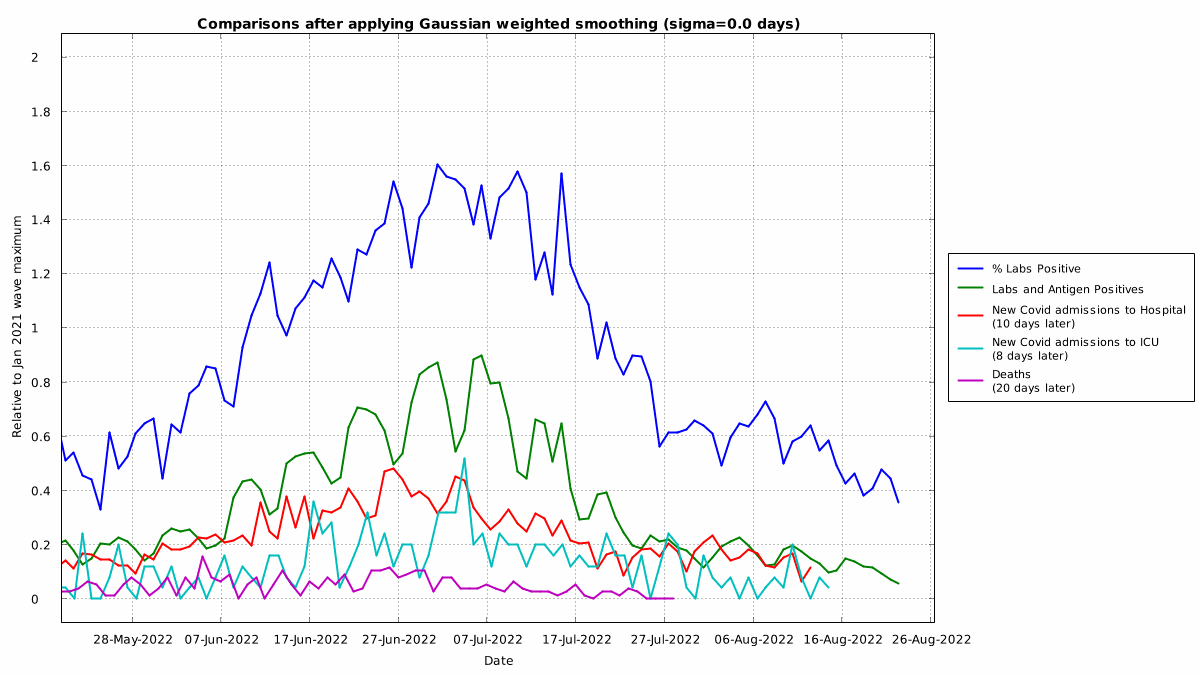 Comparisons after applying Gaussian weighted smoothing (sigma=0.0 days)
2
1.8
1.6
1.4
1.2
1
0.8
0.6
0.4
0.2
0
Relative to Jan 2021 wave maximum
28-May-2022 07-Jun-2022 17-Jun-2022 27-Jun-2022 07-Jul-2022 17-Jul-2022 27-Jul-2022 06-Aug-2022 16-Aug-2022 26-Aug-2022
Date
% Labs Positive
Labs and Antigen Positives
New Covid admissions to Hospital
(10 days later)
New Covid admissions to ICU
(8 days later)
Deaths
(20 days later)